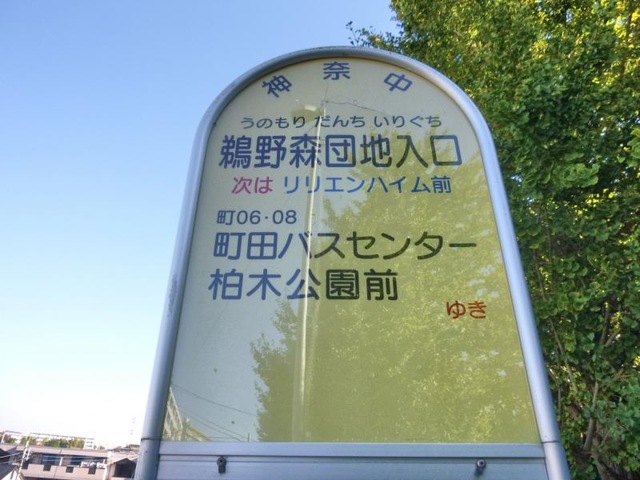 神奈中
うのもり だんち いりぐち
鵜野森団地入口
次は リリエンハイム前
町06・08
町田バスセンター
柏木公園前
ゆき